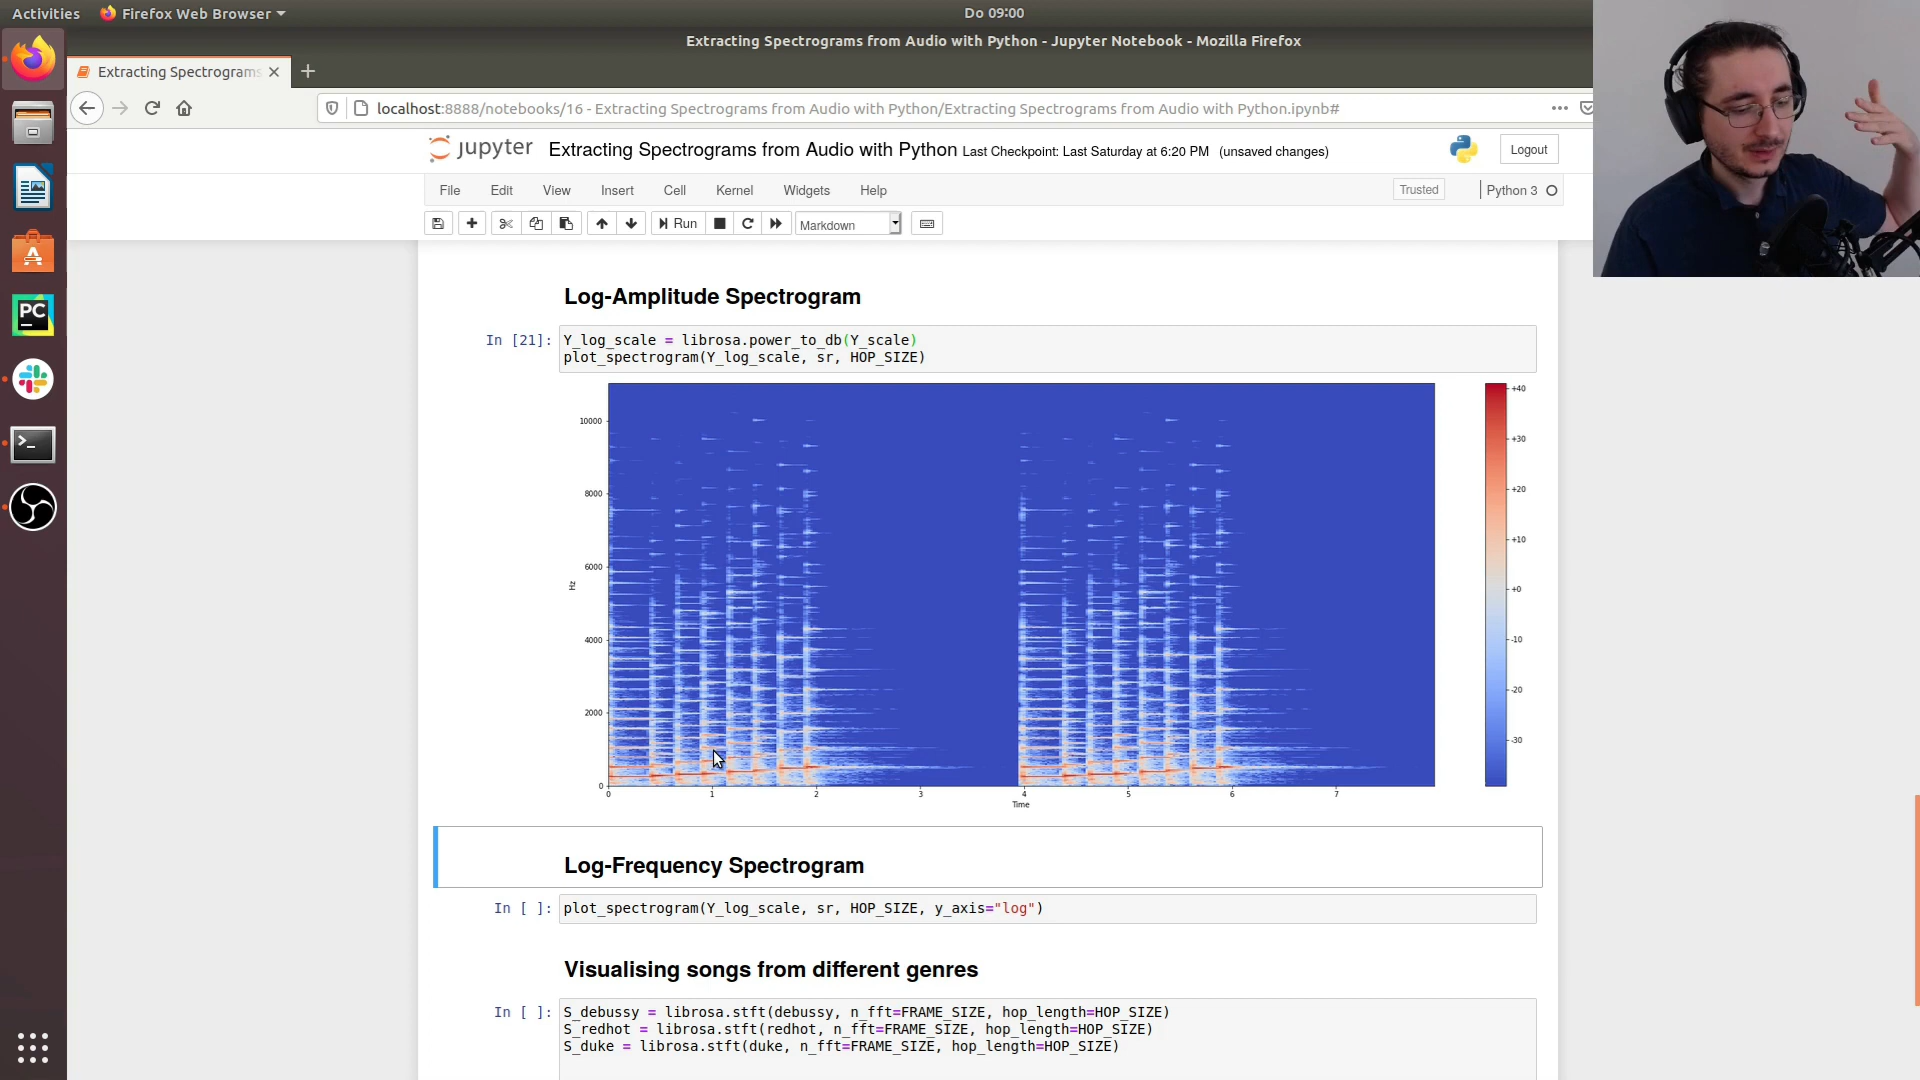 Activities
Firefox Web Browser
Do 09:00
Extracting Spectrograms from Audio with Python - Jupyter Notebook - Mozilla Firefox
Extracting Spectrograms
localhost:8888/notebooks/16 - Extracting Spectrograms from Audio with Python/Extracting Spectrograms from Audio with Python.ipynb#
jupyter Extracting Spectrograms from Audio with Python Last Checkpoint: Last Saturday at 6:20 PM (unsaved changes)
Logout
File Edit View Insert Cell Kernel Widgets Help
Trusted
Python 3
Run
Markdown
Log-Amplitude Spectrogram
In [21]: Y_log_scale = librosa.power_to_db(Y_scale)
plot_spectrogram(Y_log_scale, sr, HOP_SIZE)
10000
8000
6000
4000
2000
0
Hz
0 1 2 3 4 5 6 7
Time
+40
+30
+20
+10
+0
-10
-20
-30
Log-Frequency Spectrogram
In [ ]: plot_spectrogram(Y_log_scale, sr, HOP_SIZE, y_axis="log")
Visualising songs from different genres
In [ ]: S_debussy = librosa.stft(debussy, n_fft=FRAME_SIZE, hop_length=HOP_SIZE)
S_redhot = librosa.stft(redhot, n_fft=FRAME_SIZE, hop_length=HOP_SIZE)
S_duke = librosa.stft(duke, n_fft=FRAME_SIZE, hop_length=HOP_SIZE)
PC